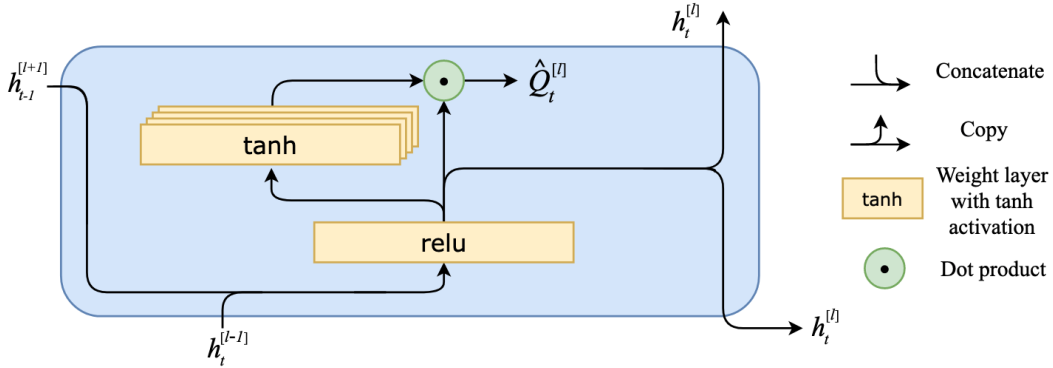 h_t^{[l]}
h_{t-1}^{[l+1]}
Q̂_t^{[l]}
tanh
relu
h_t^{[l-1]}
h_t^{[l]}
Concatenate
Copy
tanh
Weight layer
with tanh
activation
Dot product